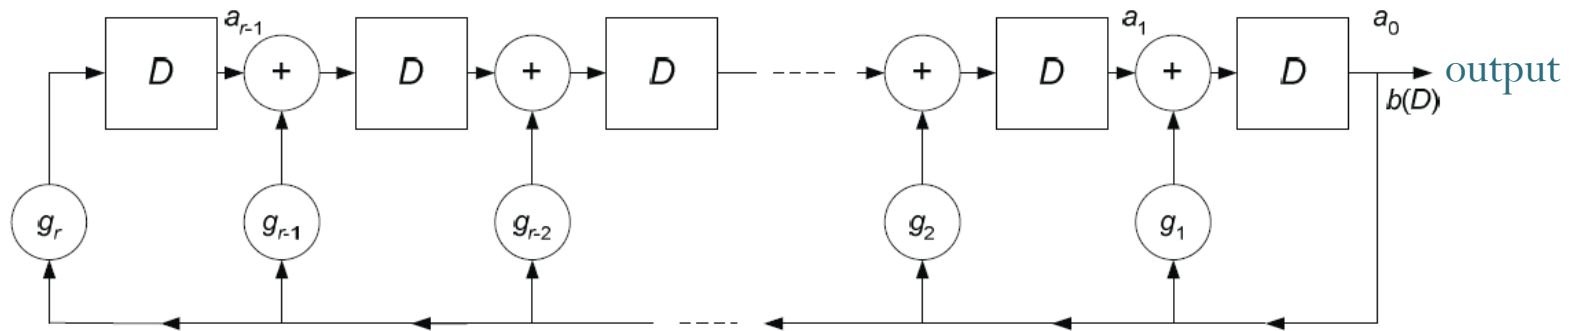 a_{r-1} a_1 a_0
D + D + D + D + D output
b(D)
g_r g_{r-1} g_{r-2} g_2 g_1